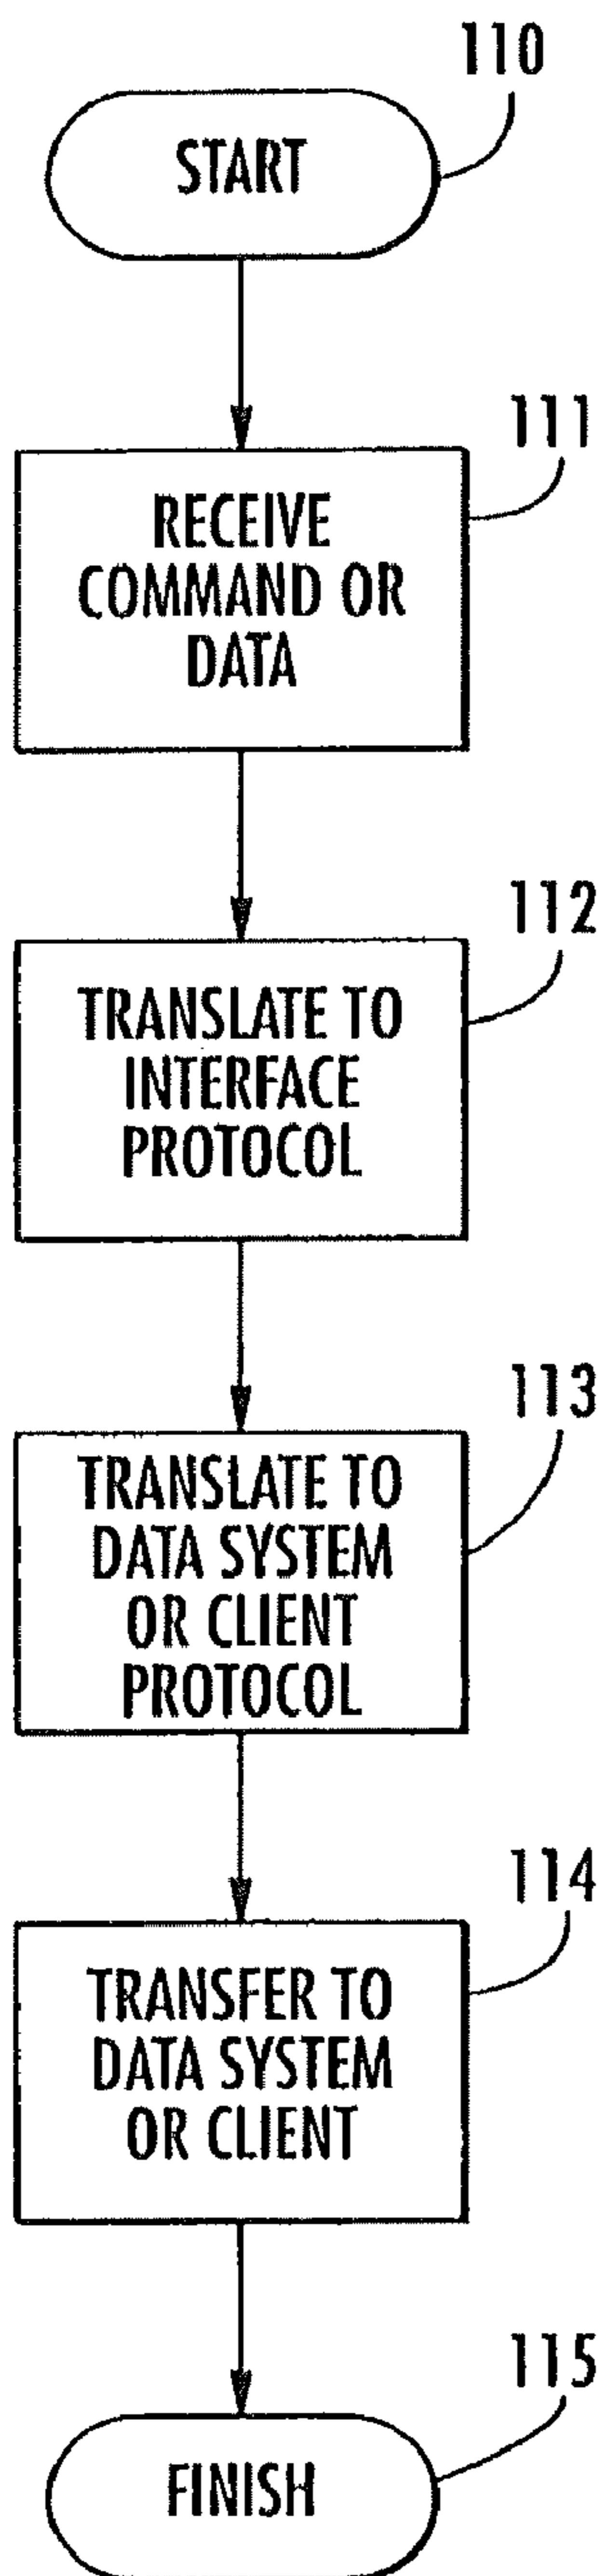 110
START
111
RECEIVE
COMMAND OR
DATA
112
TRANSLATE TO
INTERFACE
PROTOCOL
113
TRANSLATE TO
DATA SYSTEM
OR CLIENT
PROTOCOL
114
TRANSFER TO
DATA SYSTEM
OR CLIENT
115
FINISH